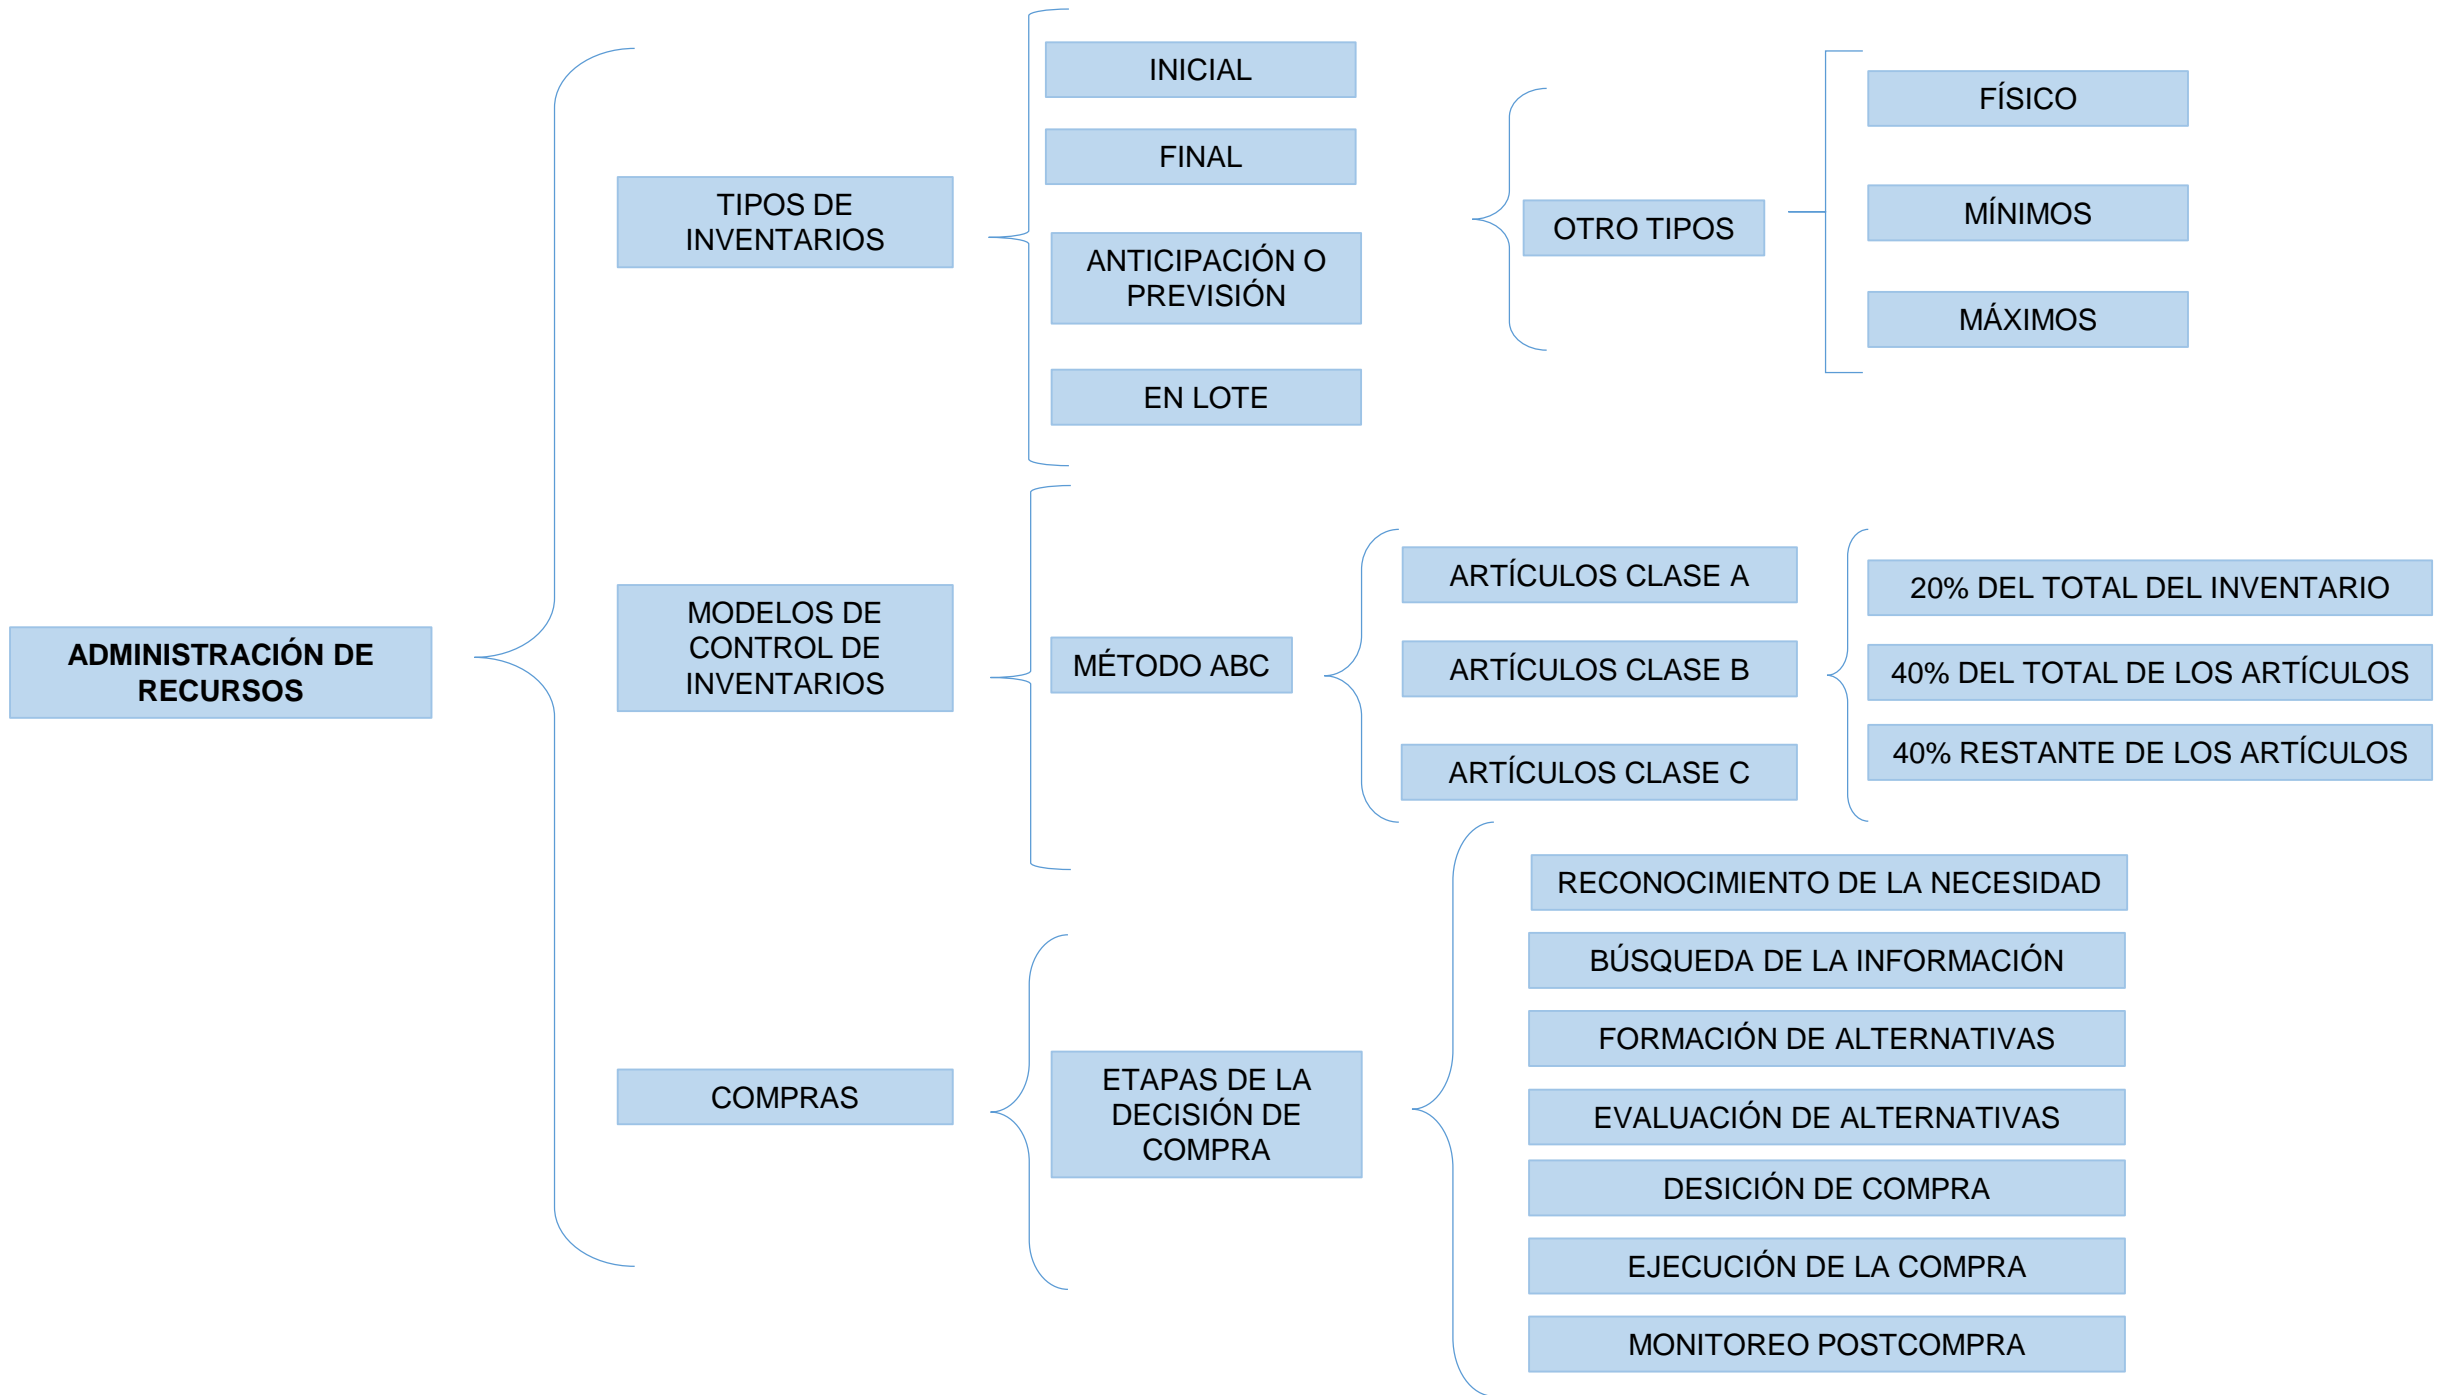 ADMINISTRACIÓN DE
RECURSOS
TIPOS DE
INVENTARIOS
INICIAL
FINAL
ANTICIPACIÓN O
PREVISIÓN
EN LOTE
OTRO TIPOS
FÍSICO
MÍNIMOS
MÁXIMOS
MODELOS DE
CONTROL DE
INVENTARIOS
MÉTODO ABC
ARTÍCULOS CLASE A
ARTÍCULOS CLASE B
ARTÍCULOS CLASE C
20% DEL TOTAL DEL INVENTARIO
40% DEL TOTAL DE LOS ARTÍCULOS
40% RESTANTE DE LOS ARTÍCULOS
COMPRAS
ETAPAS DE LA
DECISIÓN DE
COMPRA
RECONOCIMIENTO DE LA NECESIDAD
BÚSQUEDA DE LA INFORMACIÓN
FORMACIÓN DE ALTERNATIVAS
EVALUACIÓN DE ALTERNATIVAS
DESICIÓN DE COMPRA
EJECUCIÓN DE LA COMPRA
MONITOREO POSTCOMPRA